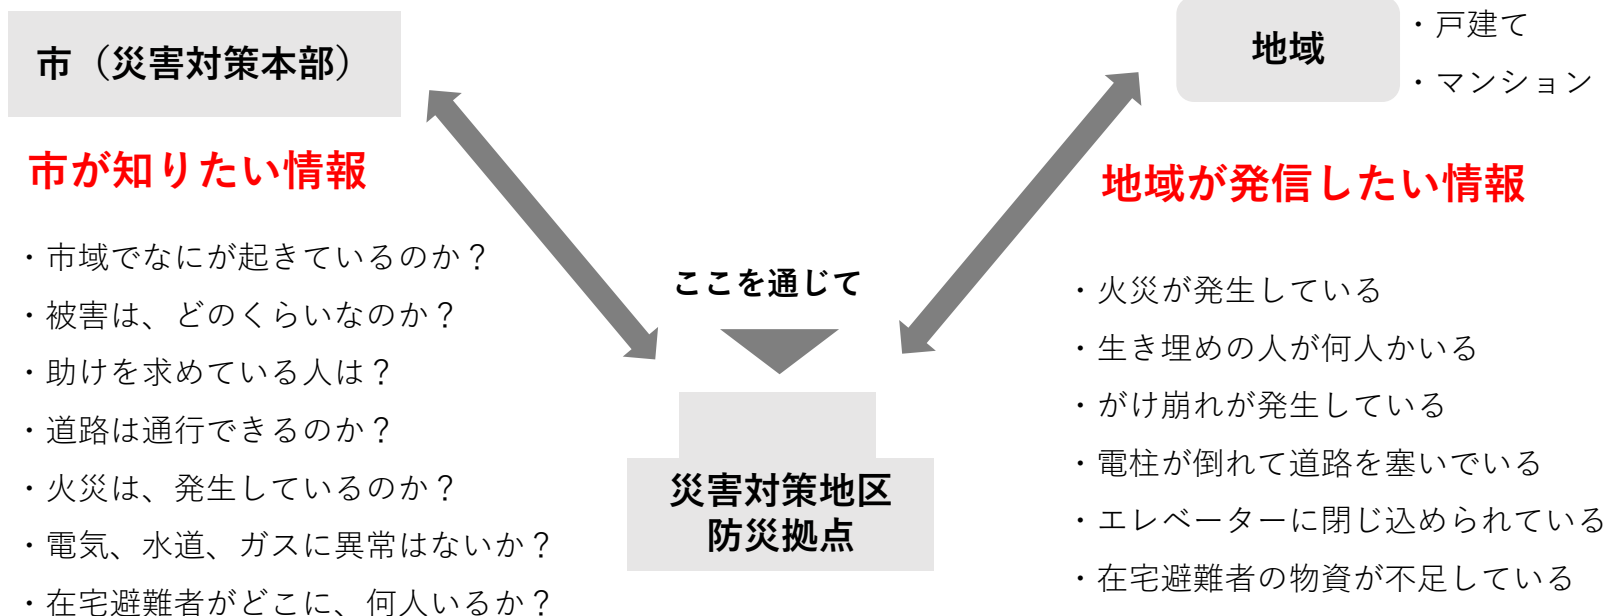 市（災害対策本部）
市が知りたい情報
・市域でなにが起きているのか？
・被害は、どのくらいなのか？
・助けを求めている人は？
・道路は通行できるのか？
・火災は、発生しているのか？
・電気、水道、ガスに異常はないか？
・在宅避難者がどこに、何人いるか？
ここを通じて
災害対策地区
防災拠点
地域
・戸建て
・マンション
地域が発信したい情報
・火災が発生している
・生き埋めの人が何人かいる
・がけ崩れが発生している
・電柱が倒れて道路を塞いでいる
・エレベーターに閉じ込められている
・在宅避難者の物資が不足している